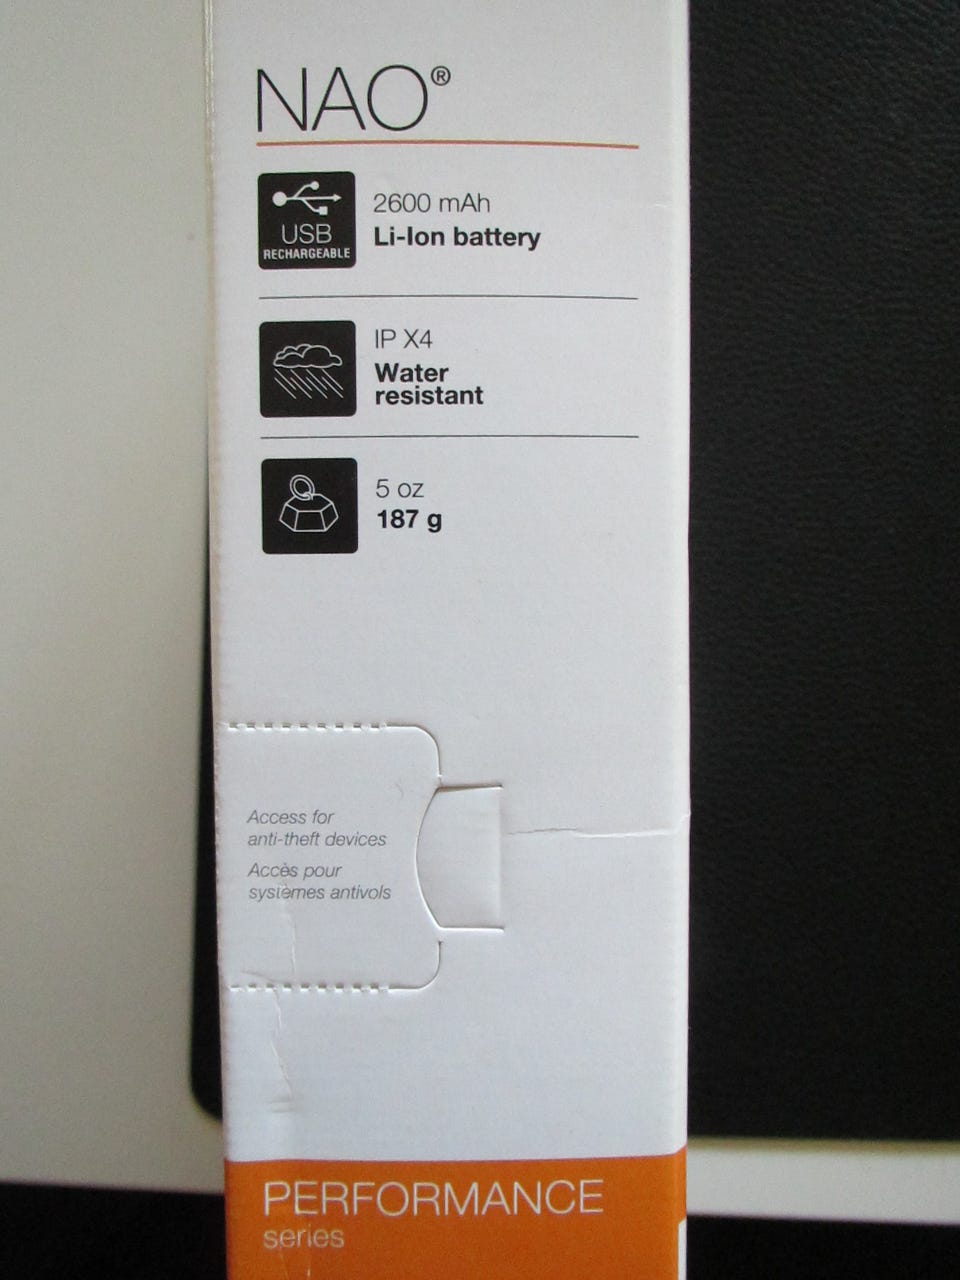 NAO®
USB
RECHARGEABLE
2600 mAh
Li-Ion battery
IP X4
Water
resistant
5 oz
187 g
Access for
anti-theft devices
Accès pour
systèmes antivols
PERFORMANCE
series